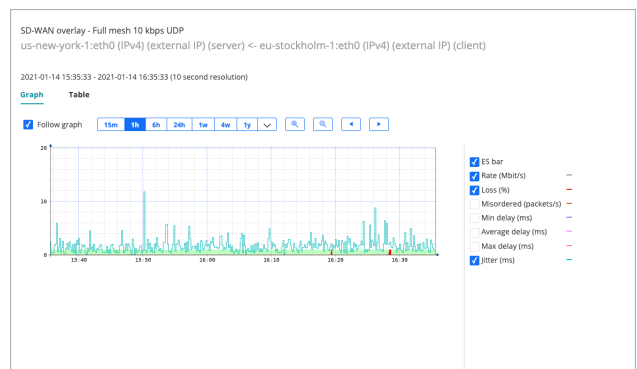 SD-WAN overlay - Full mesh 10 kbps UDP
us-new-york-1:eth0 (IPv4) (external IP) (server) <- eu-stockholm-1:eth0 (IPv4) (external IP) (client)
2021-01-14 15:35:33 - 2021-01-14 16:35:33 (10 second resolution)
Graph Table
Follow graph 15m 1h 6h 24h 1w 4w 1y
20
10
0
15:40 15:50 16:00 16:10 16:20 16:30
ES bar
Rate (Mbit/s)
Loss (%)
Misordered (packets/s)
Min delay (ms)
Average delay (ms)
Max delay (ms)
Jitter (ms)